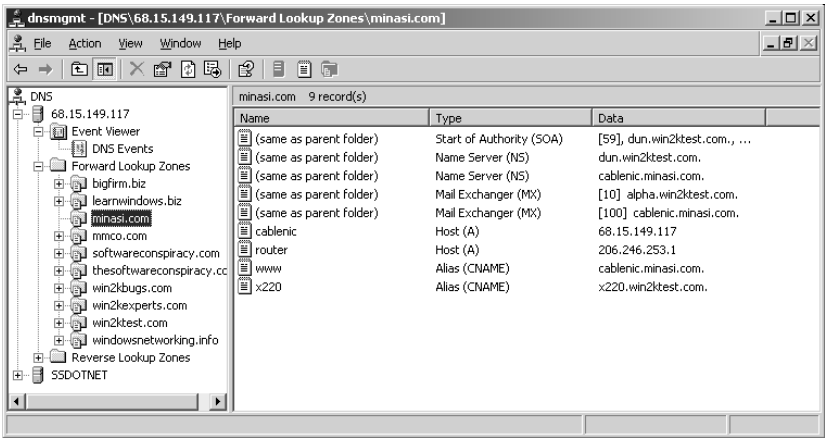 dnsmgmt - [DNS\68.15.149.117\Forward Lookup Zones\minasi.com]
File Action View Window Help
DNS
68.15.149.117
Event Viewer
DNS Events
Forward Lookup Zones
bigfirm.biz
learnwindows.biz
minasi.com
mmco.com
softwareconspiracy.com
thesoftwareconspiracy.cc
win2kbugs.com
win2kexperts.com
win2ktest.com
windowsnetworking.info
Reverse Lookup Zones
SSDOTNET
minasi.com 9 record(s)
Name Type Data
(same as parent folder) Start of Authority (SOA) [59], dun.win2ktest.com., ...
(same as parent folder) Name Server (NS) dun.win2ktest.com.
(same as parent folder) Name Server (NS) cablenic.minasi.com.
(same as parent folder) Mail Exchanger (MX) [10] alpha.win2ktest.com.
(same as parent folder) Mail Exchanger (MX) [100] cablenic.minasi.com.
cablenic Host (A) 68.15.149.117
router Host (A) 206.246.253.1
www Alias (CNAME) cablenic.minasi.com.
x220 Alias (CNAME) x220.win2ktest.com.